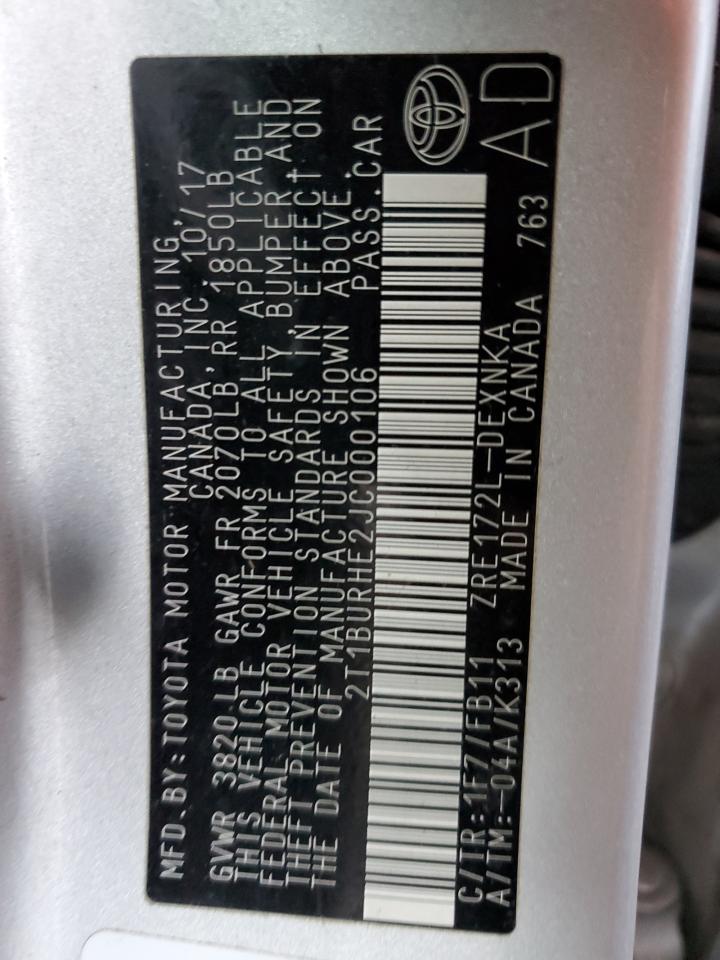 MFD.BY:TOYOTA MOTOR MANUFACTURING,
CANADA, INC. 10/17
GVWR 3820 LB GAWR FR 2070LB, RR 1850LB
THIS VEHICLE CONFORMS TO ALL APPLICABLE
FEDERAL MOTOR VEHICLE SAFETY, BUMPER AND
THEFT PREVENTION STANDARDS IN EFFECT ON
THE DATE OF MANUFACTURE SHOWN ABOVE.
2T1BURHE2JC000106 PASS.CAR
C/TR:1F7/FB11 ZRE172L-DEXNKA
A/TM:-04A/K313 MADE IN CANADA 763
AD